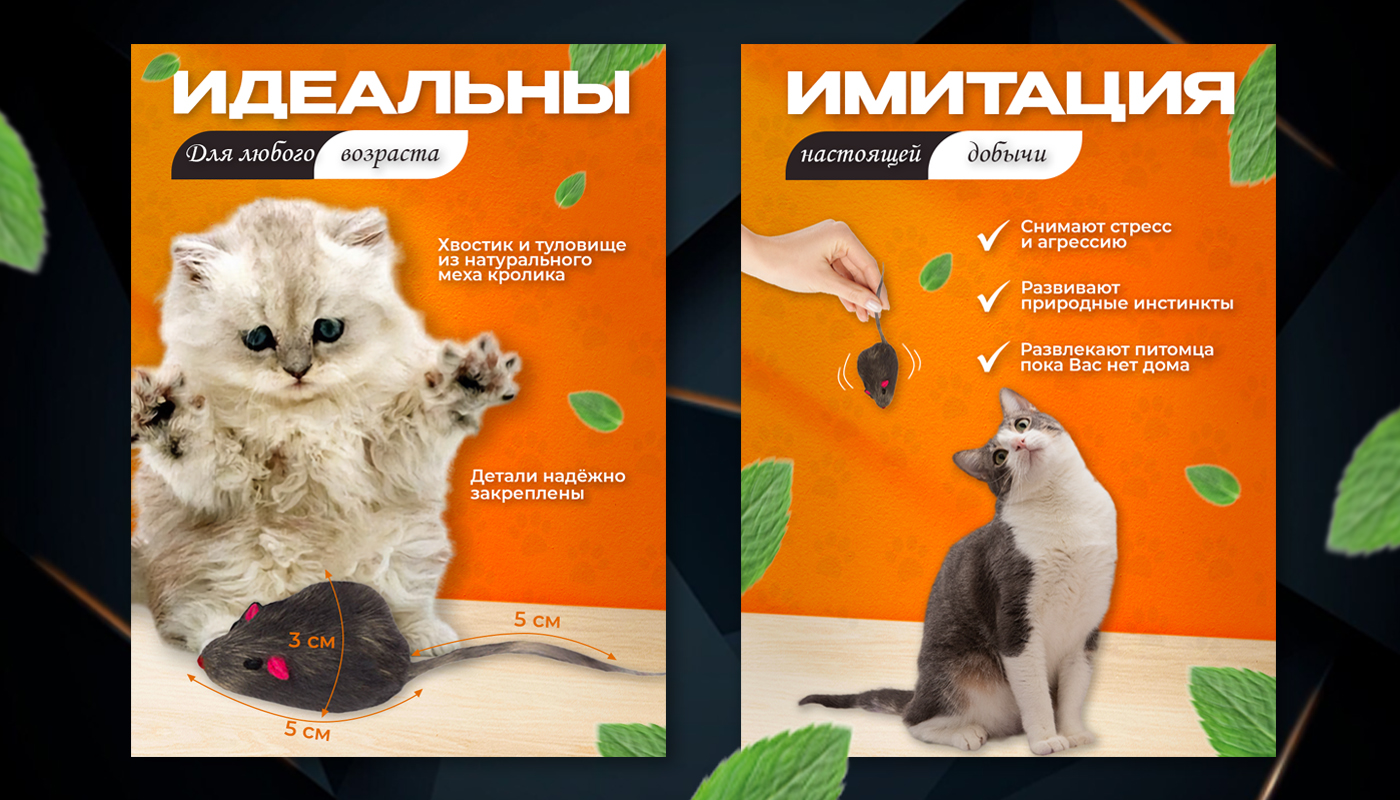 ИДЕАЛЬНЫ
Для любого возраста
Хвостик и туловище
из натурального
меха кролика
Детали надёжно
закреплены
5 см
3 см
5 см
ИМИТАЦИЯ
настоящей добычи
Снимают стресс
и агрессию
Развивают
природные инстинкты
Развлекают питомца
пока Вас нет дома